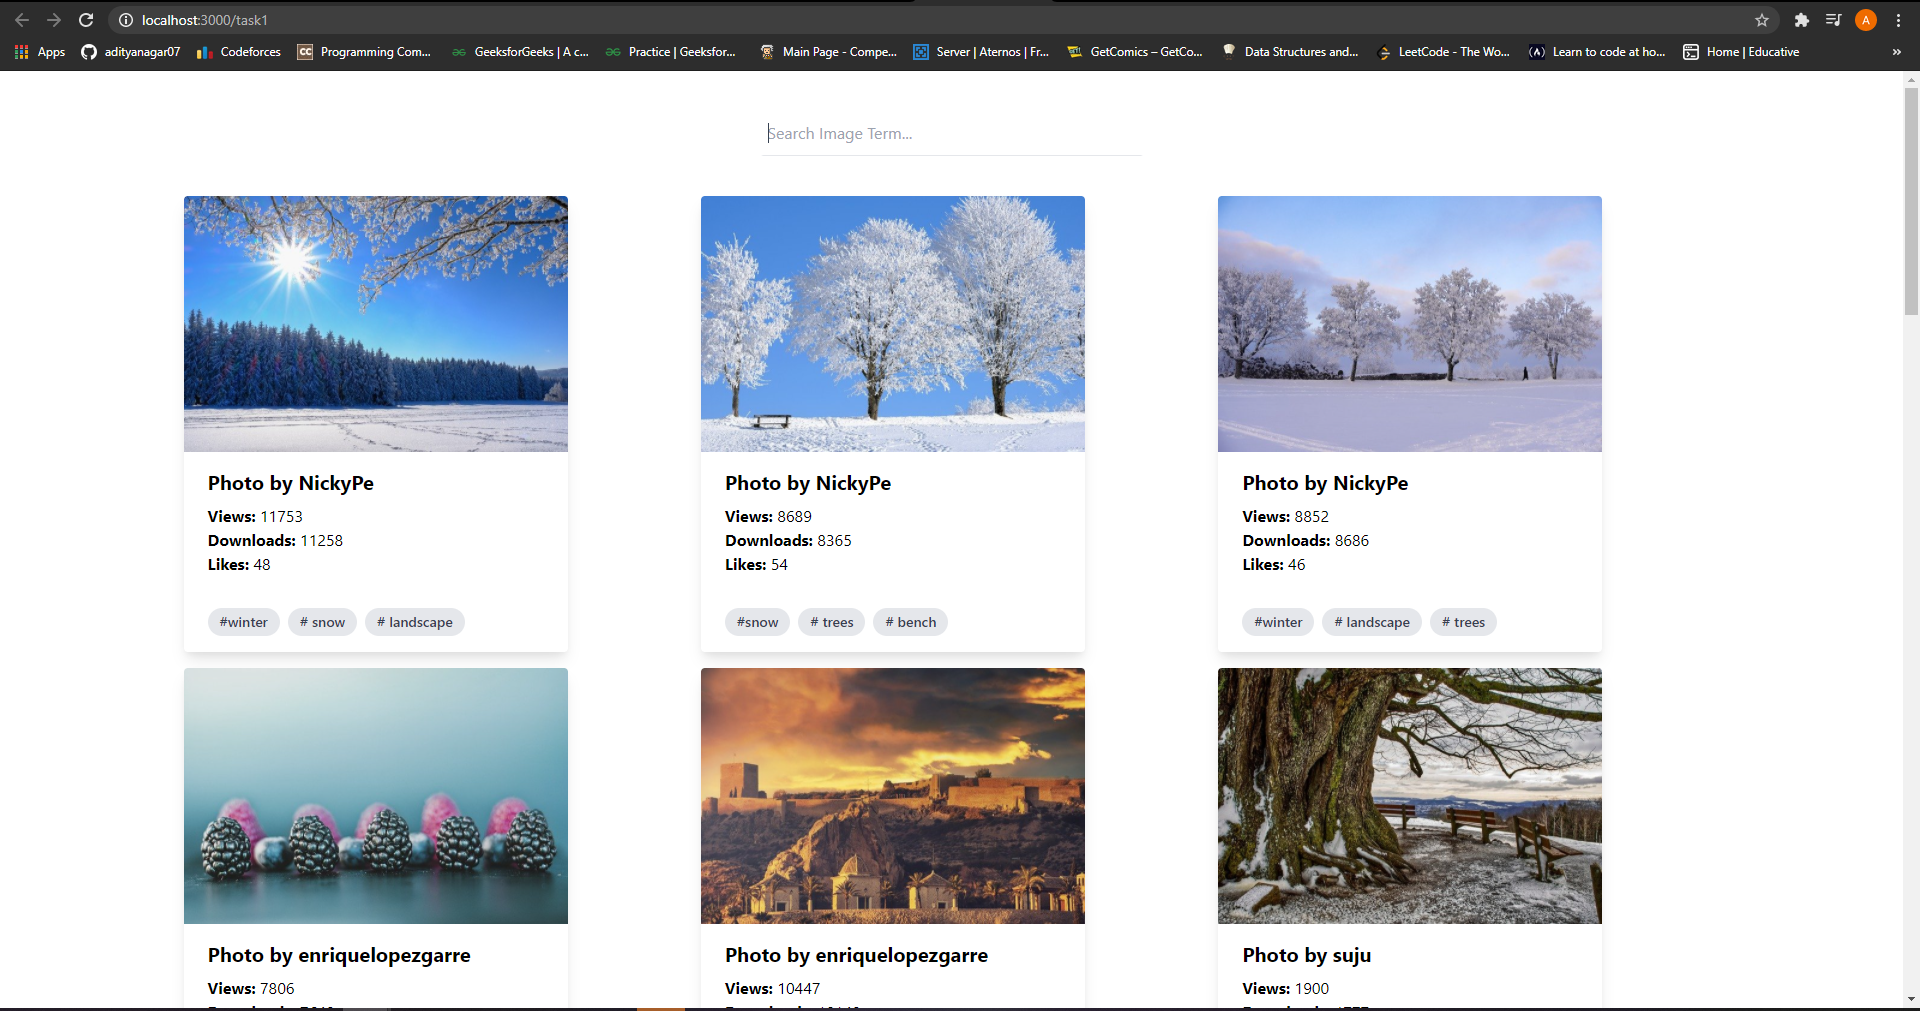 localhost:3000/task1
A
Apps adityanagar07 Codeforces CC Programming Com... GeeksforGeeks | A c... Practice | Geeksfor... Main Page - Compe... Server | Aternos | Fr... GetComics – GetCo... Data Structures and... LeetCode - The Wo... Learn to code at ho... Home | Educative »
Search Image Term...
Photo by NickyPe Photo by NickyPe Photo by NickyPe
Views: 11753 Views: 8689 Views: 8852
Downloads: 11258 Downloads: 8365 Downloads: 8686
Likes: 48 Likes: 54 Likes: 46
#winter # snow # landscape #snow # trees # bench #winter # landscape # trees
Photo by enriquelopezgarre Photo by enriquelopezgarre Photo by suju
Views: 7806 Views: 10447 Views: 1900